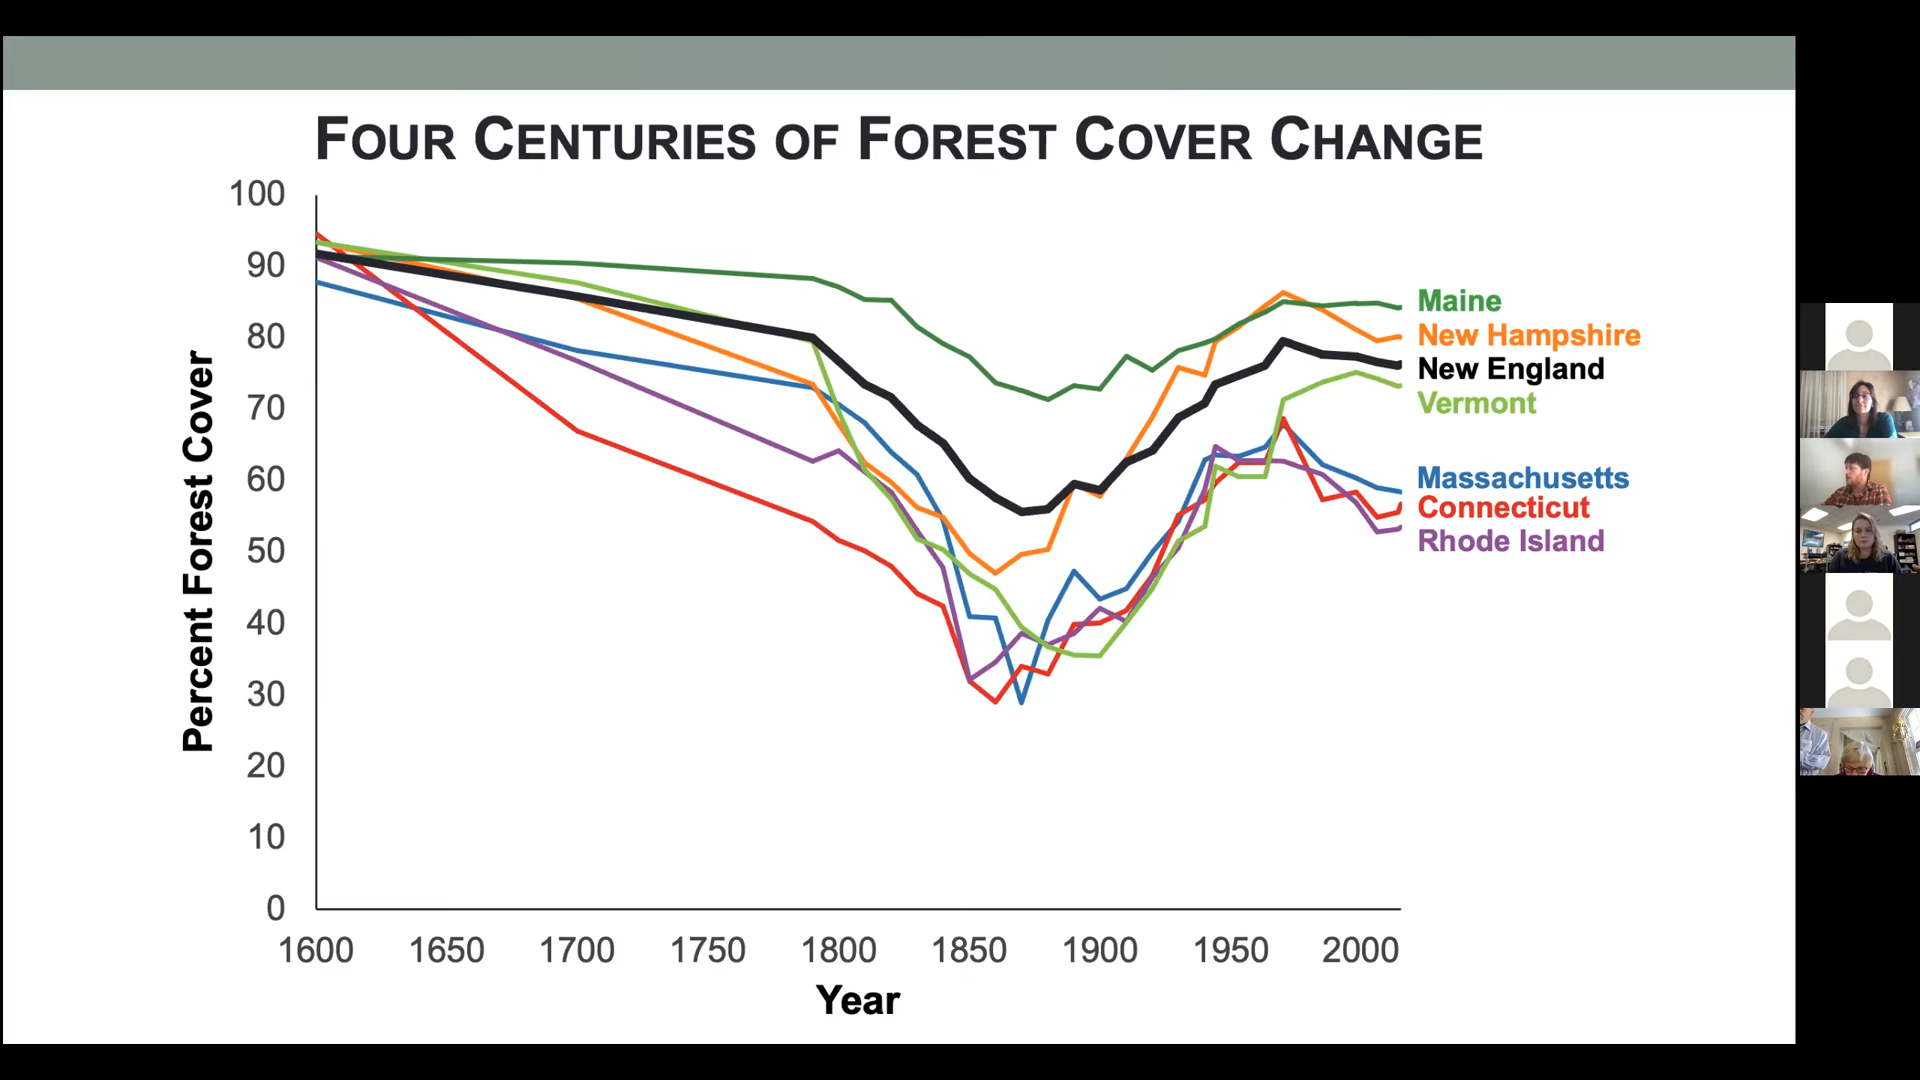 FOUR CENTURIES OF FOREST COVER CHANGE
100
90
80
70
60
50
40
30
20
10
0
Percent Forest Cover
1600 1650 1700 1750 1800 1850 1900 1950 2000
Year
Maine
New Hampshire
New England
Vermont
Massachusetts
Connecticut
Rhode Island